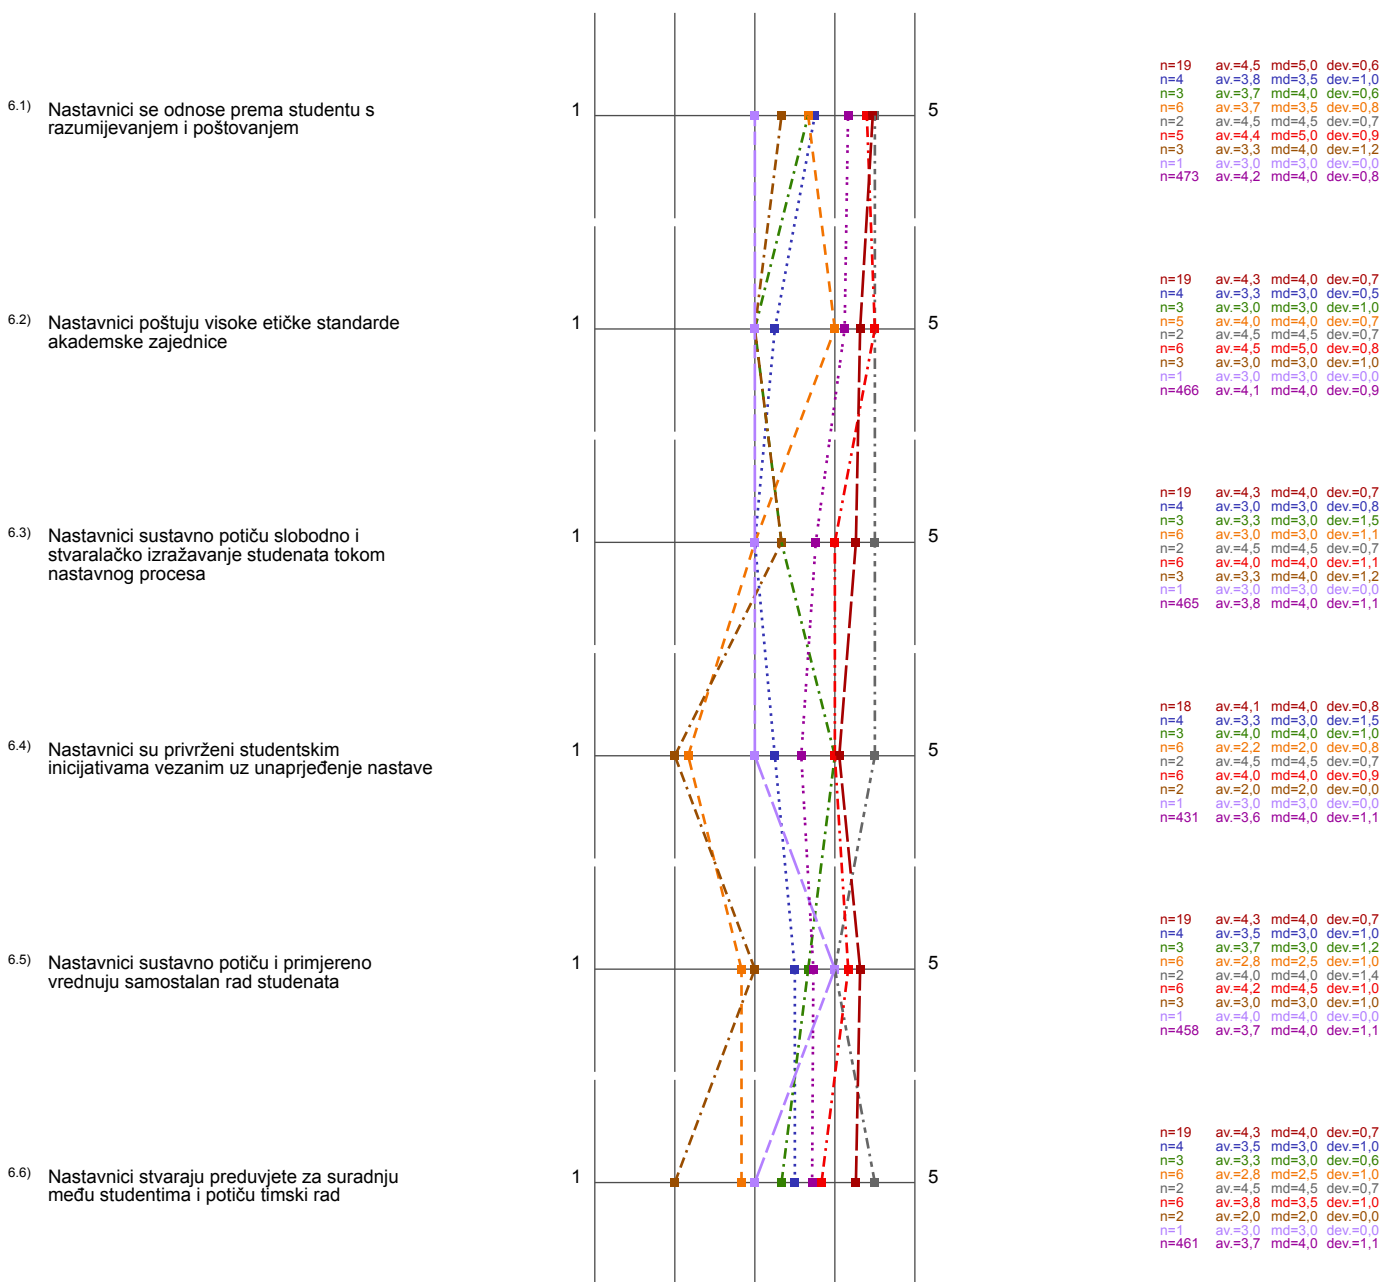 6.1) Nastavnici se odnose prema studentu s
razumijevanjem i poštovanjem
1
5
n=19 av.=4,5 md=5,0 dev.=0,6
n=4 av.=3,8 md=3,5 dev.=1,0
n=3 av.=3,7 md=4,0 dev.=0,6
n=6 av.=3,7 md=3,5 dev.=0,8
n=2 av.=4,5 md=4,5 dev.=0,7
n=5 av.=4,4 md=5,0 dev.=0,9
n=3 av.=3,3 md=4,0 dev.=1,2
n=1 av.=3,0 md=3,0 dev.=0,0
n=473 av.=4,2 md=4,0 dev.=0,8
6.2) Nastavnici poštuju visoke etičke standarde
akademske zajednice
1
5
n=19 av.=4,3 md=4,0 dev.=0,7
n=4 av.=3,3 md=3,0 dev.=0,5
n=3 av.=3,0 md=3,0 dev.=1,0
n=5 av.=4,0 md=4,0 dev.=0,7
n=2 av.=4,5 md=4,5 dev.=0,7
n=6 av.=4,5 md=5,0 dev.=0,8
n=3 av.=3,0 md=3,0 dev.=1,0
n=1 av.=3,0 md=3,0 dev.=0,0
n=466 av.=4,1 md=4,0 dev.=0,9
6.3) Nastavnici sustavno potiču slobodno i
stvaralačko izražavanje studenata tokom
nastavnog procesa
1
5
n=19 av.=4,3 md=4,0 dev.=0,7
n=4 av.=3,0 md=3,0 dev.=0,8
n=3 av.=3,3 md=3,0 dev.=1,5
n=6 av.=3,0 md=3,0 dev.=1,1
n=2 av.=4,5 md=4,5 dev.=0,7
n=6 av.=4,0 md=4,0 dev.=1,1
n=3 av.=3,3 md=4,0 dev.=1,2
n=1 av.=3,0 md=3,0 dev.=0,0
n=465 av.=3,8 md=4,0 dev.=1,1
6.4) Nastavnici su privrženi studentskim
inicijativama vezanim uz unaprjeđenje nastave
1
5
n=18 av.=4,1 md=4,0 dev.=0,8
n=4 av.=3,3 md=3,0 dev.=1,5
n=3 av.=4,0 md=4,0 dev.=1,0
n=6 av.=2,2 md=2,0 dev.=0,8
n=2 av.=4,5 md=4,5 dev.=0,7
n=6 av.=4,0 md=4,0 dev.=0,9
n=2 av.=2,0 md=2,0 dev.=0,0
n=1 av.=3,0 md=3,0 dev.=0,0
n=431 av.=3,6 md=4,0 dev.=1,1
6.5) Nastavnici sustavno potiču i primjereno
vrednuju samostalan rad studenata
1
5
n=19 av.=4,3 md=4,0 dev.=0,7
n=4 av.=3,5 md=3,0 dev.=1,0
n=3 av.=3,7 md=3,0 dev.=1,2
n=6 av.=2,8 md=2,5 dev.=1,0
n=2 av.=4,0 md=4,0 dev.=1,4
n=6 av.=4,2 md=4,5 dev.=1,0
n=3 av.=3,0 md=3,0 dev.=1,0
n=1 av.=4,0 md=4,0 dev.=0,0
n=458 av.=3,7 md=4,0 dev.=1,1
6.6) Nastavnici stvaraju preduvjete za suradnju
među studentima i potiču timski rad
1
5
n=19 av.=4,3 md=4,0 dev.=0,7
n=4 av.=3,5 md=3,0 dev.=1,0
n=3 av.=3,3 md=3,0 dev.=0,6
n=6 av.=2,8 md=2,5 dev.=1,0
n=2 av.=4,5 md=4,5 dev.=0,7
n=6 av.=3,8 md=3,5 dev.=1,0
n=2 av.=2,0 md=2,0 dev.=0,0
n=1 av.=3,0 md=3,0 dev.=0,0
n=461 av.=3,7 md=4,0 dev.=1,1